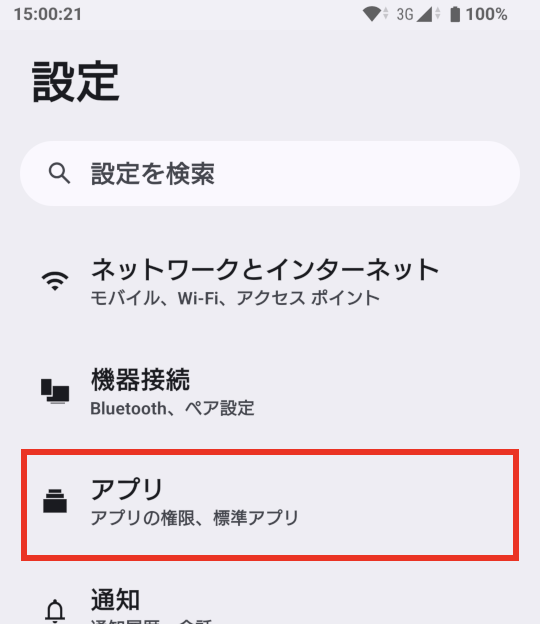 15:00:21 3G 100%
設定
設定を検索
ネットワークとインターネット
モバイル、Wi-Fi、アクセス ポイント
機器接続
Bluetooth、ペア設定
アプリ
アプリの権限、標準アプリ
通知